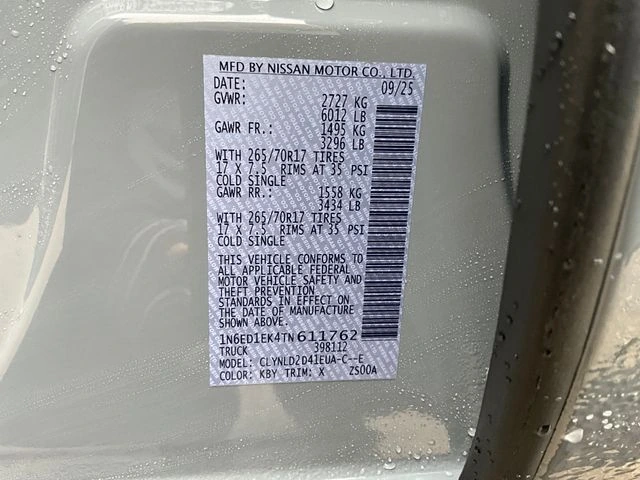 MFD BY NISSAN MOTOR CO., LTD.
DATE: 09/25
GVWR: 2727 KG
6012 LB
GAWR FR.: 1495 KG
3296 LB
WITH 265/70R17 TIRES
17 X 7.5 RIMS AT 35 PSI
COLD SINGLE
GAWR RR.: 1558 KG
3434 LB
WITH 265/70R17 TIRES
17 X 7.5 RIMS AT 35 PSI
COLD SINGLE
THIS VEHICLE CONFORMS TO
ALL APPLICABLE FEDERAL
MOTOR VEHICLE SAFETY AND
THEFT PREVENTION
STANDARDS IN EFFECT ON
THE DATE OF MANUFACTURE
SHOWN ABOVE.
1N6ED1EK4TN611762
TRUCK 398112
MODEL: CLYNLD2D41EUA-C--E
COLOR: KBY TRIM: X ZS00A